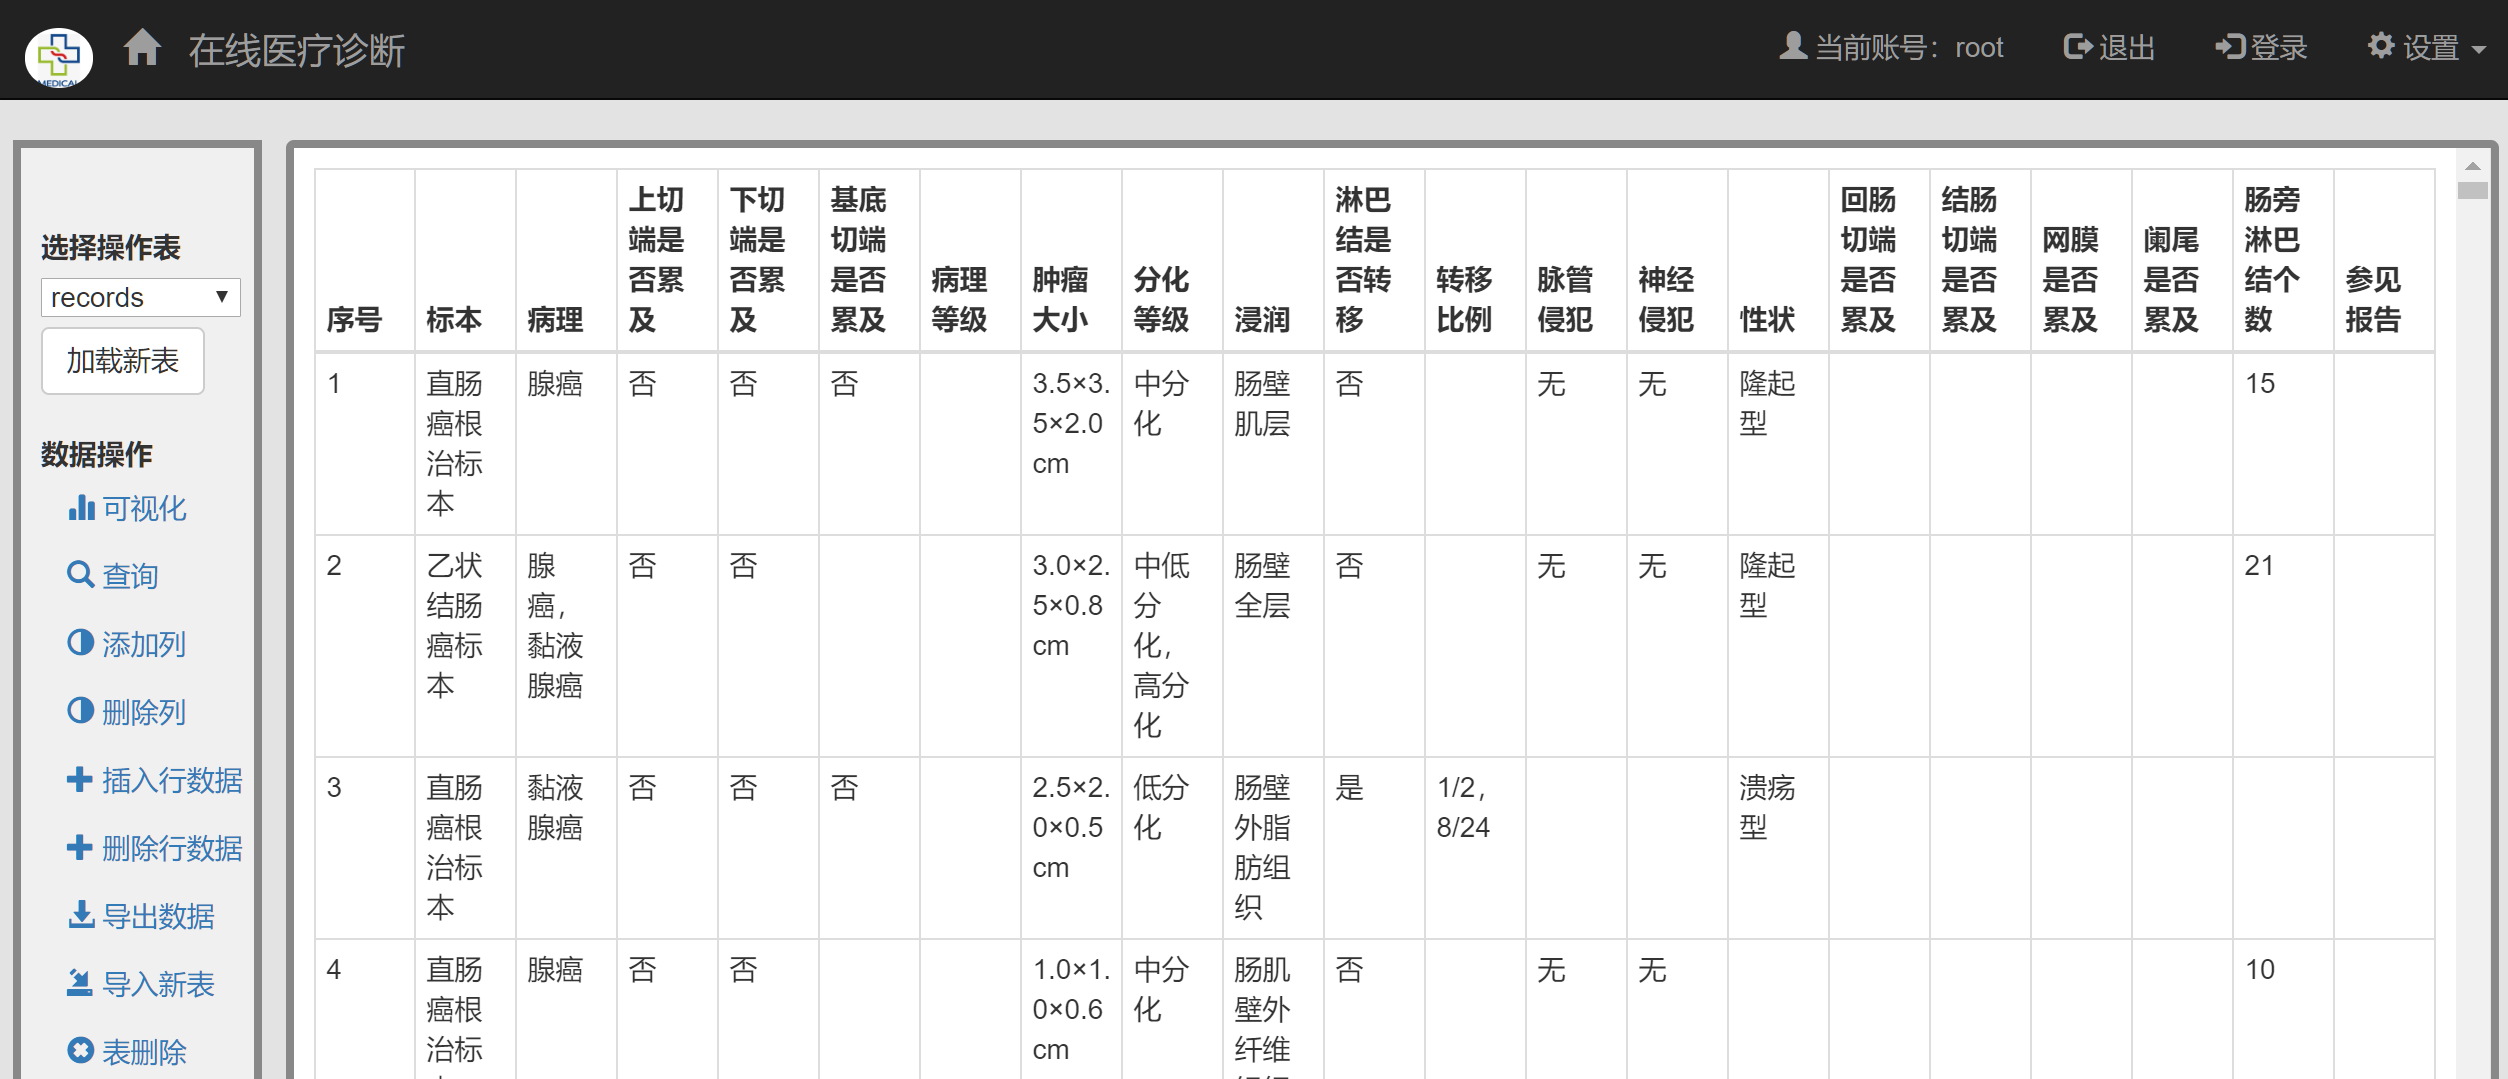 MEDICAL
在线医疗诊断
当前账号：root
退出
登录
设置
选择操作表
records
加载新表
数据操作
可视化
查询
添加列
删除列
插入行数据
删除行数据
导出数据
导入新表
表删除
序号
标本
病理
上切
端是
否累
及
下切
端是
否累
及
基底
切端
是否
累及
病理
等级
肿瘤
大小
分化
等级
浸润
淋巴
结是
否转
移
转移
比例
脉管
侵犯
神经
侵犯
性状
回肠
切端
是否
累及
结肠
切端
是否
累及
网膜
是否
累及
阑尾
是否
累及
肠旁
淋巴
结个
数
参见
报告
1
直肠
癌根
治标
本
腺癌
否
否
否
3.5×3.
5×2.0
cm
中分
化
肠壁
肌层
否
无
无
隆起
型
15
2
乙状
结肠
癌标
本
腺
癌，
黏液
腺癌
否
否
3.0×2.
5×0.8
cm
中低
分
化，
高分
化
肠壁
全层
否
无
无
隆起
型
21
3
直肠
癌根
治标
本
黏液
腺癌
否
否
否
2.5×2.
0×0.5
cm
低分
化
肠壁
外脂
肪组
织
是
1/2，
8/24
溃疡
型
4
直肠
癌根
治标
腺癌
否
否
1.0×1.
0×0.6
cm
中分
化
肠肌
壁外
纤维
否
无
无
10